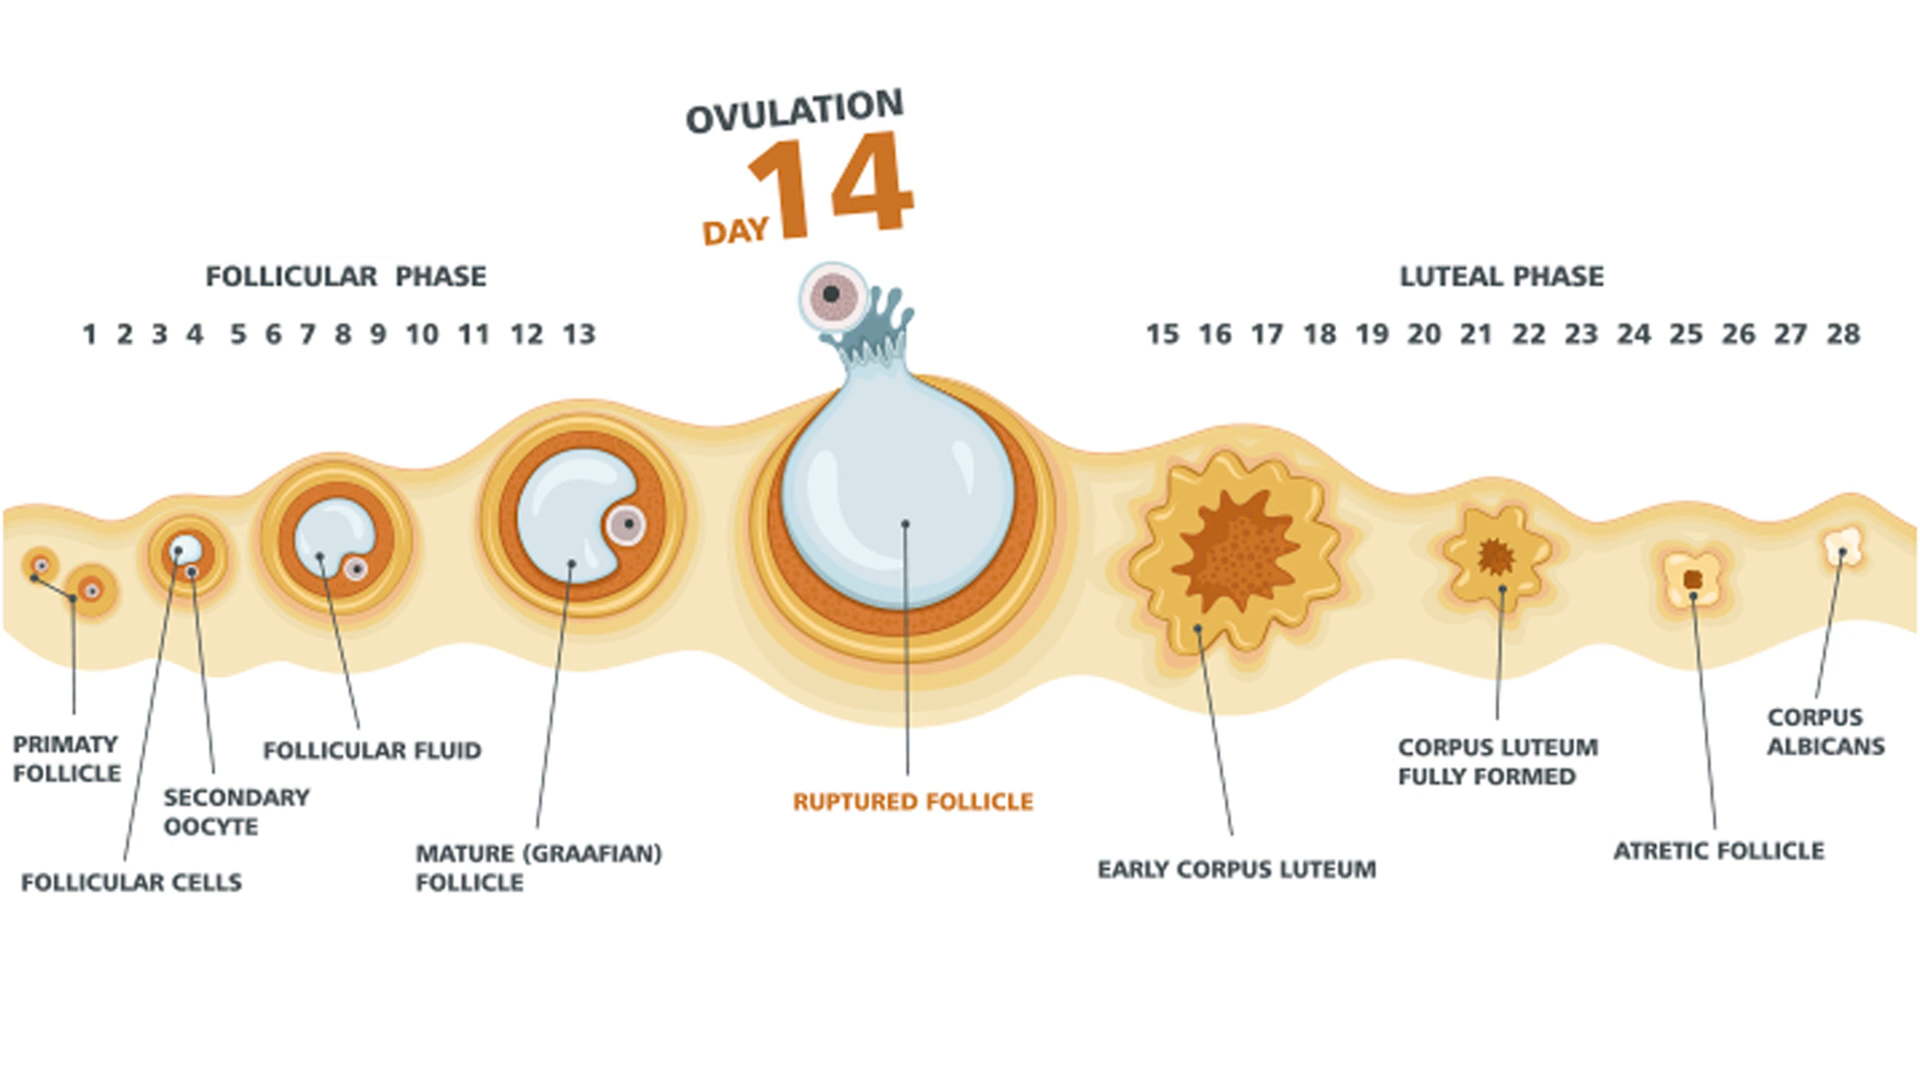 OVULATION
DAY 14
FOLLICULAR PHASE
1 2 3 4 5 6 7 8 9 10 11 12 13
LUTEAL PHASE
15 16 17 18 19 20 21 22 23 24 25 26 27 28
PRIMATY
FOLLICLE
FOLLICULAR CELLS
SECONDARY
OOCYTE
FOLLICULAR FLUID
MATURE (GRAAFIAN)
FOLLICLE
RUPTURED FOLLICLE
EARLY CORPUS LUTEUM
CORPUS LUTEUM
FULLY FORMED
ATRETIC FOLLICLE
CORPUS
ALBICANS